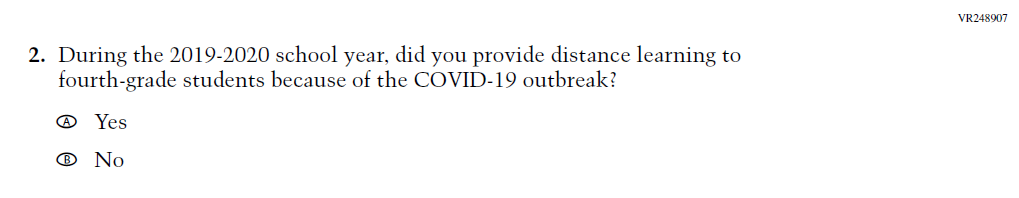 VR248907
2. During the 2019-2020 school year, did you provide distance learning to
fourth-grade students because of the COVID-19 outbreak?
A Yes
B No